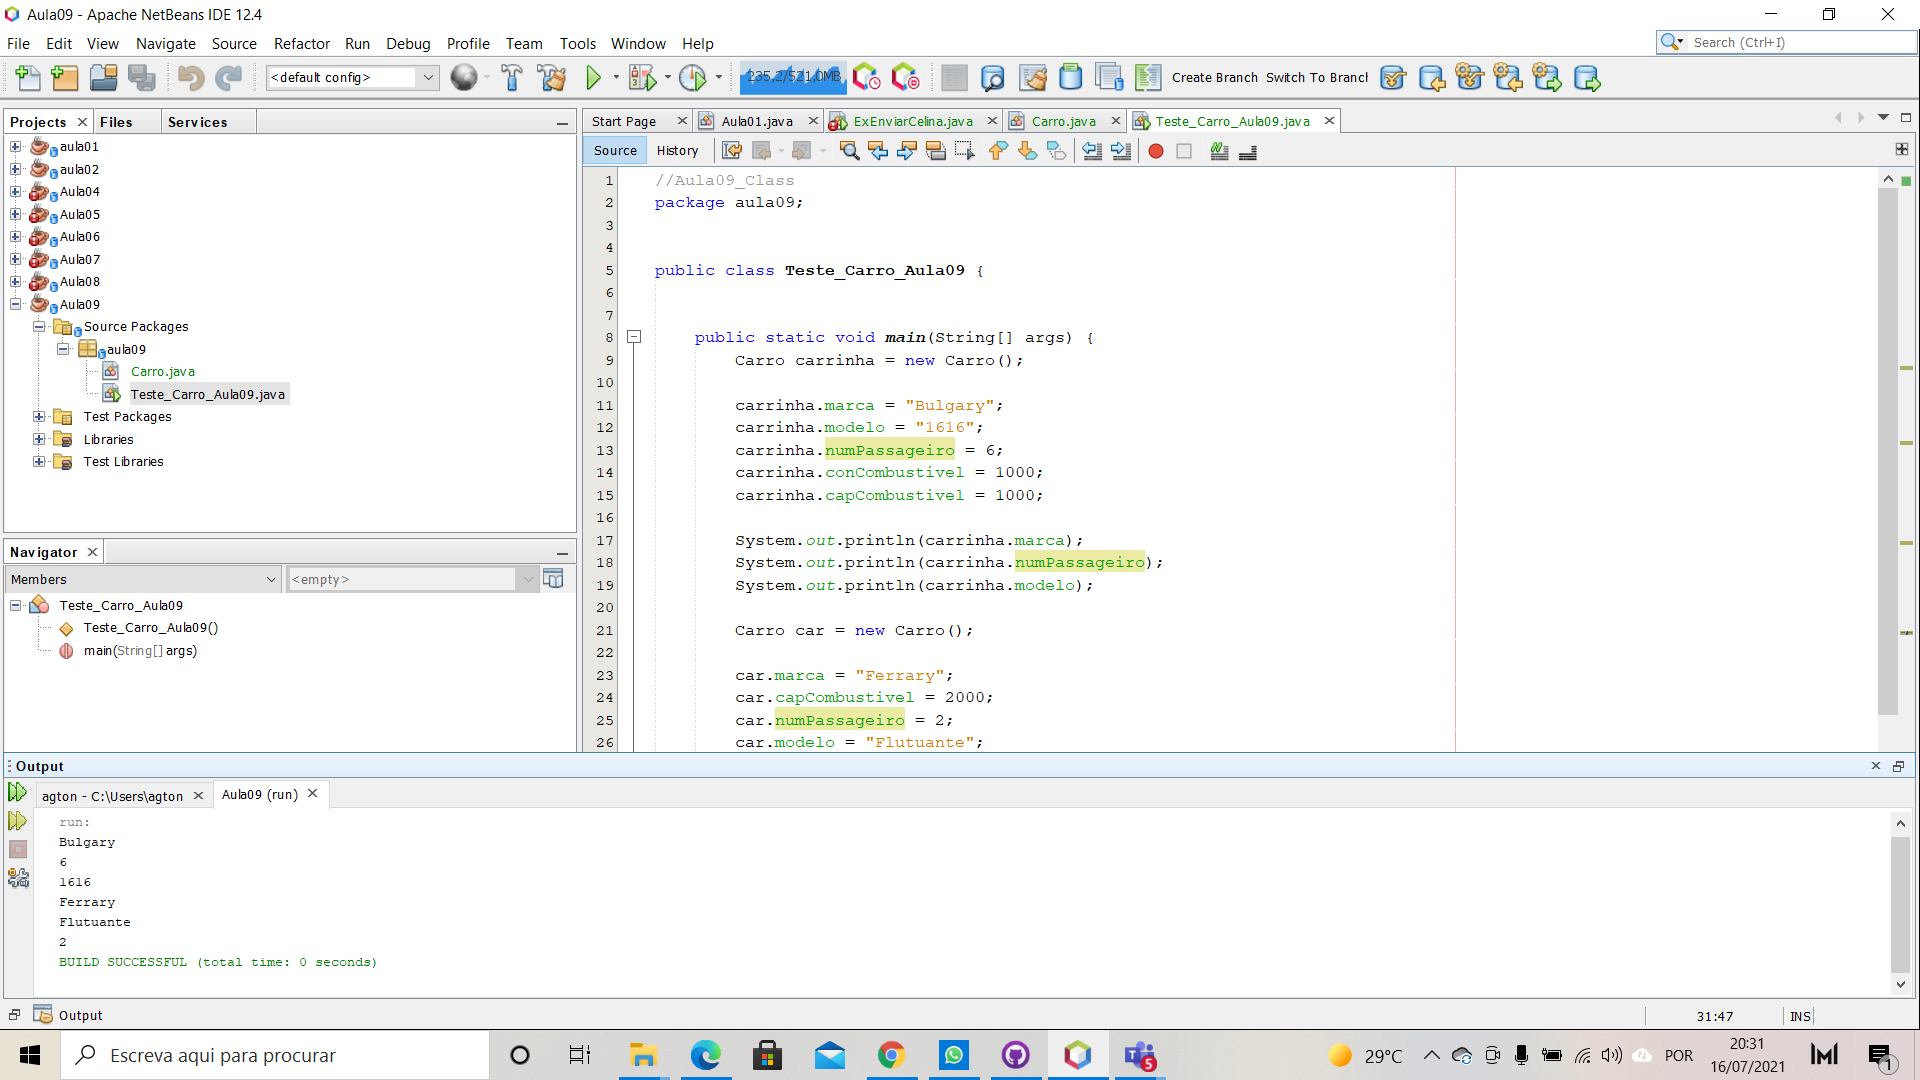 Aula09 - Apache NetBeans IDE 12.4
File Edit View Navigate Source Refactor Run Debug Profile Team Tools Window Help
Search (Ctrl+I)
<default config>
235,2/521,0MB
Create Branch Switch To Branch
Projects Files Services
aula01
aula02
Aula04
Aula05
Aula06
Aula07
Aula08
Aula09
Source Packages
aula09
Carro.java
Teste_Carro_Aula09.java
Test Packages
Libraries
Test Libraries
Navigator
Members <empty>
Teste_Carro_Aula09
Teste_Carro_Aula09()
main(String[] args)
Start Page Aula01.java ExEnviarCelina.java Carro.java Teste_Carro_Aula09.java
Source History
1 //Aula09_Class
2 package aula09;
3
4
5 public class Teste_Carro_Aula09 {
6
7
8 public static void main(String[] args) {
9 Carro carrinha = new Carro();
10
11 carrinha.marca = "Bulgary";
12 carrinha.modelo = "1616";
13 carrinha.numPassageiro = 6;
14 carrinha.conCombustivel = 1000;
15 carrinha.capCombustivel = 1000;
16
17 System.out.println(carrinha.marca);
18 System.out.println(carrinha.numPassageiro);
19 System.out.println(carrinha.modelo);
20
21 Carro car = new Carro();
22
23 car.marca = "Ferrary";
24 car.capCombustivel = 2000;
25 car.numPassageiro = 2;
26 car.modelo = "Flutuante";
Output
agton - C:\Users\agton Aula09 (run)
run:
Bulgary
6
1616
Ferrary
Flutuante
2
BUILD SUCCESSFUL (total time: 0 seconds)
Output
31:47 INS
Escreva aqui para procurar
5
29°C
POR
20:31
16/07/2021
1